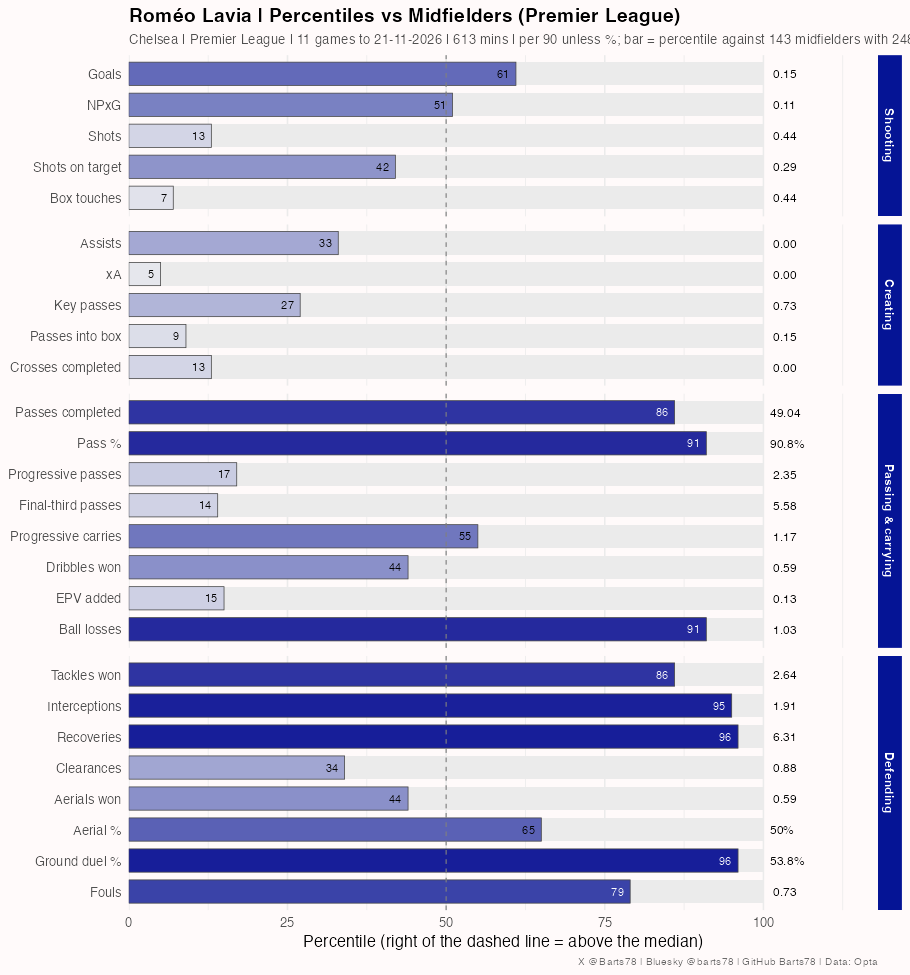 Roméo Lavia | Percentiles vs Midfielders (Premier League)
Chelsea | Premier League | 11 games to 21-11-2026 | 613 mins | per 90 unless %; bar = percentile against 143 midfielders with 248
Shooting
Goals 61 0.15
NPxG 51 0.11
Shots 13 0.44
Shots on target 42 0.29
Box touches 7 0.44
Creating
Assists 33 0.00
xA 5 0.00
Key passes 27 0.73
Passes into box 9 0.15
Crosses completed 13 0.00
Passing & carrying
Passes completed 86 49.04
Pass % 91 90.8%
Progressive passes 17 2.35
Final-third passes 14 5.58
Progressive carries 55 1.17
Dribbles won 44 0.59
EPV added 15 0.13
Ball losses 91 1.03
Defending
Tackles won 86 2.64
Interceptions 95 1.91
Recoveries 96 6.31
Clearances 34 0.88
Aerials won 44 0.59
Aerial % 65 50%
Ground duel % 96 53.8%
Fouls 79 0.73
0 25 50 75 100
Percentile (right of the dashed line = above the median)
X @Barts78 | Bluesky @barts78 | GitHub Barts78 | Data: Opta